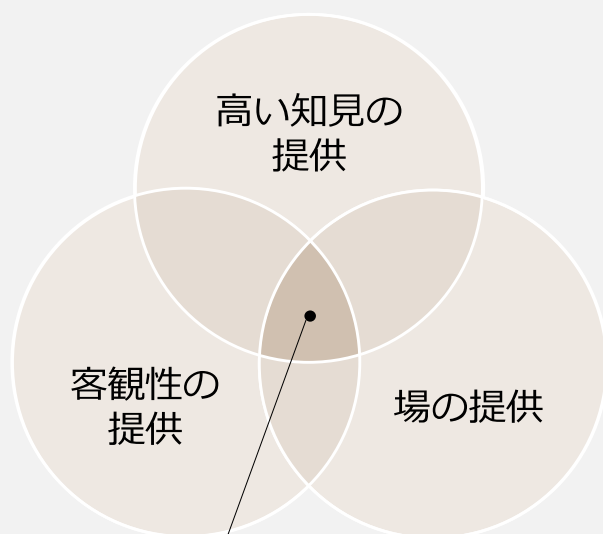 高い知見の
提供
客観性の
提供
場の提供